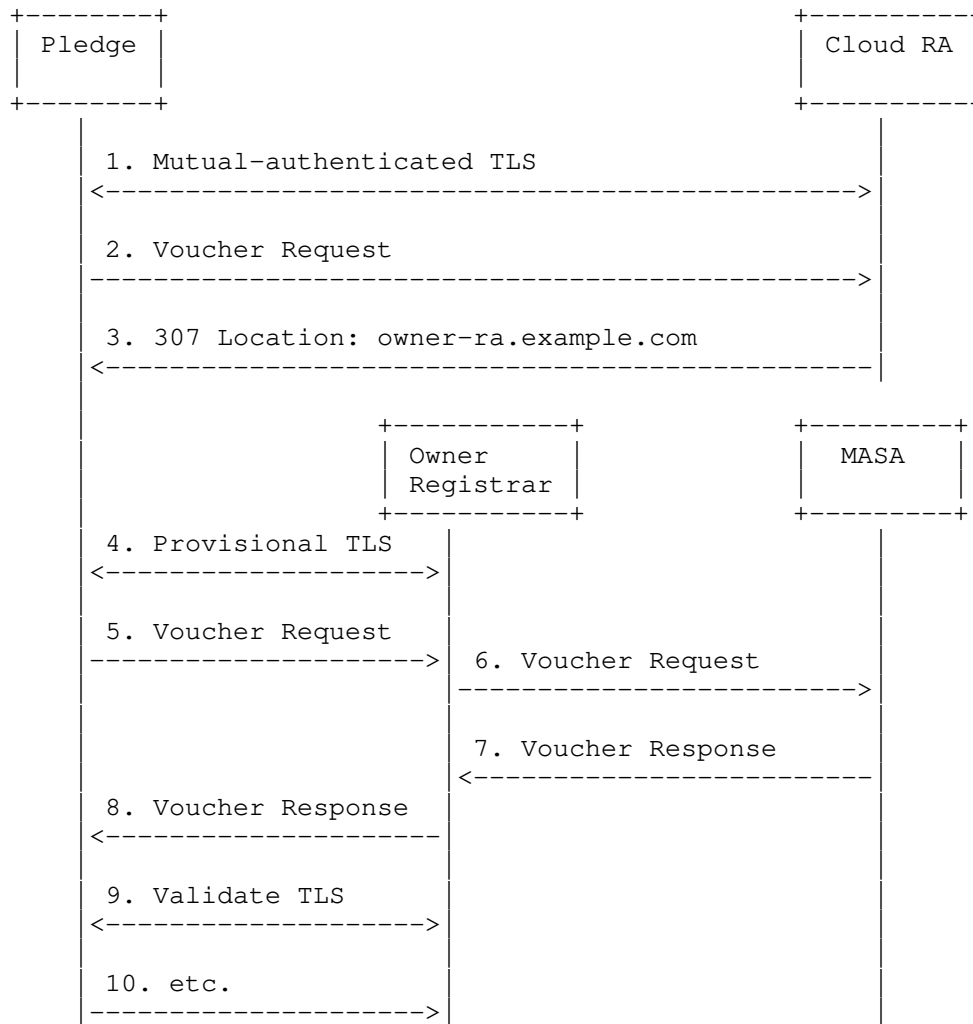 Pledge Cloud RA
1. Mutual-authenticated TLS
2. Voucher Request
3. 307 Location: owner-ra.example.com
Owner MASA
Registrar
4. Provisional TLS
5. Voucher Request
6. Voucher Request
7. Voucher Response
8. Voucher Response
9. Validate TLS
10. etc.